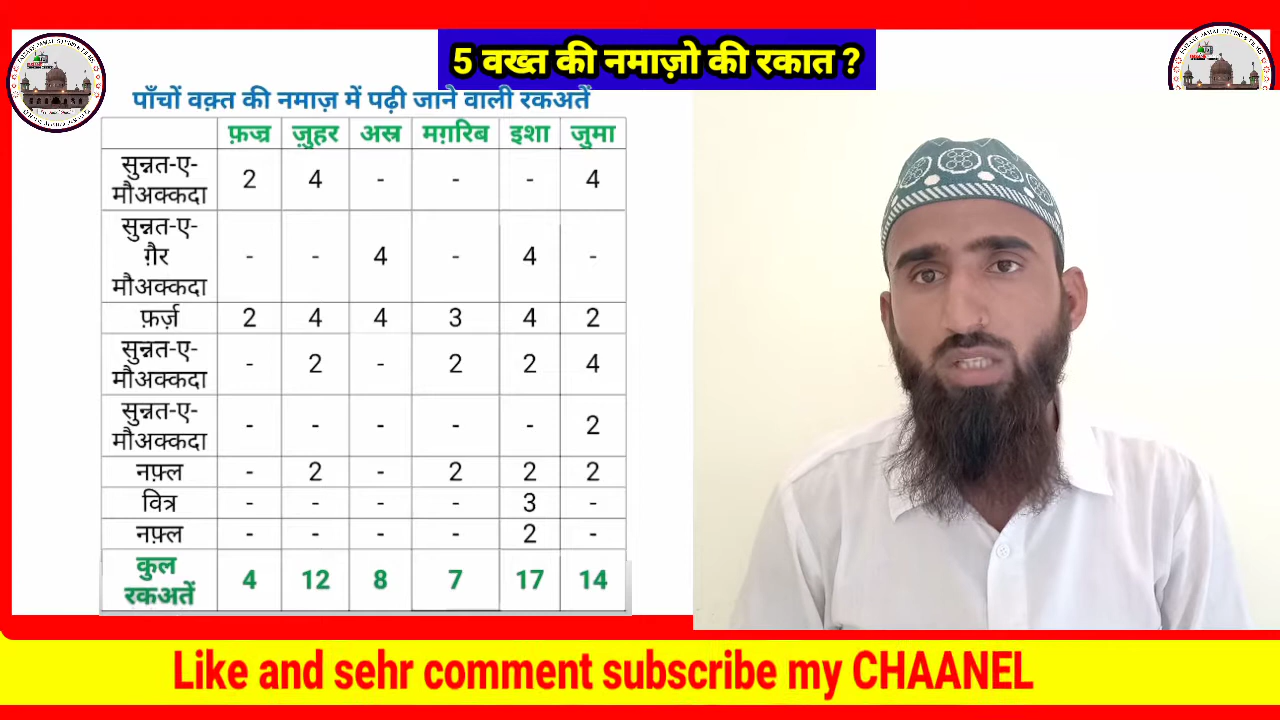 5 वख्त की नमाज़ो की रकात ?
पाँचों वक़्त की नमाज़ में पढ़ी जाने वाली रकअतें
फ़ज्र ज़ुहर अस्र मग़रिब इशा जुमा
सुन्नत-ए-
मौअक्कदा 2 4 - - - 4
सुन्नत-ए-
ग़ैर
मौअक्कदा - - 4 - 4 -
फ़र्ज़ 2 4 4 3 4 2
सुन्नत-ए-
मौअक्कदा - 2 - 2 2 4
सुन्नत-ए-
मौअक्कदा - - - - - 2
नफ़्ल - 2 - 2 2 2
वित्र - - - - 3 -
नफ़्ल - - - - 2 -
कुल
रकअतें 4 12 8 7 17 14
Like and sehr comment subscribe my CHAANEL